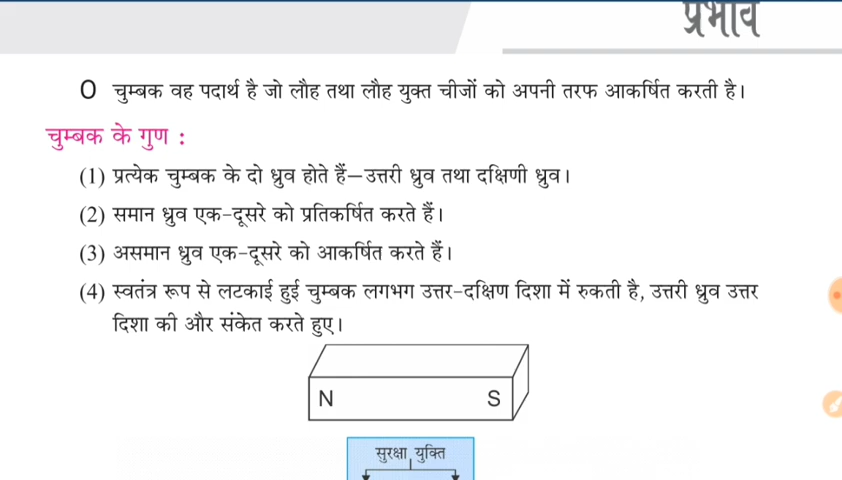 प्रभाव
O चुम्बक वह पदार्थ है जो लौह तथा लौह युक्त चीजों को अपनी तरफ आकर्षित करती है।
चुम्बक के गुण :
(1) प्रत्येक चुम्बक के दो ध्रुव होते हैं—उत्तरी ध्रुव तथा दक्षिणी ध्रुव।
(2) समान ध्रुव एक-दूसरे को प्रतिकर्षित करते हैं।
(3) असमान ध्रुव एक-दूसरे को आकर्षित करते हैं।
(4) स्वतंत्र रूप से लटकाई हुई चुम्बक लगभग उत्तर-दक्षिण दिशा में रुकती है, उत्तरी ध्रुव उत्तर
दिशा की और संकेत करते हुए।
N S
सुरक्षा युक्ति